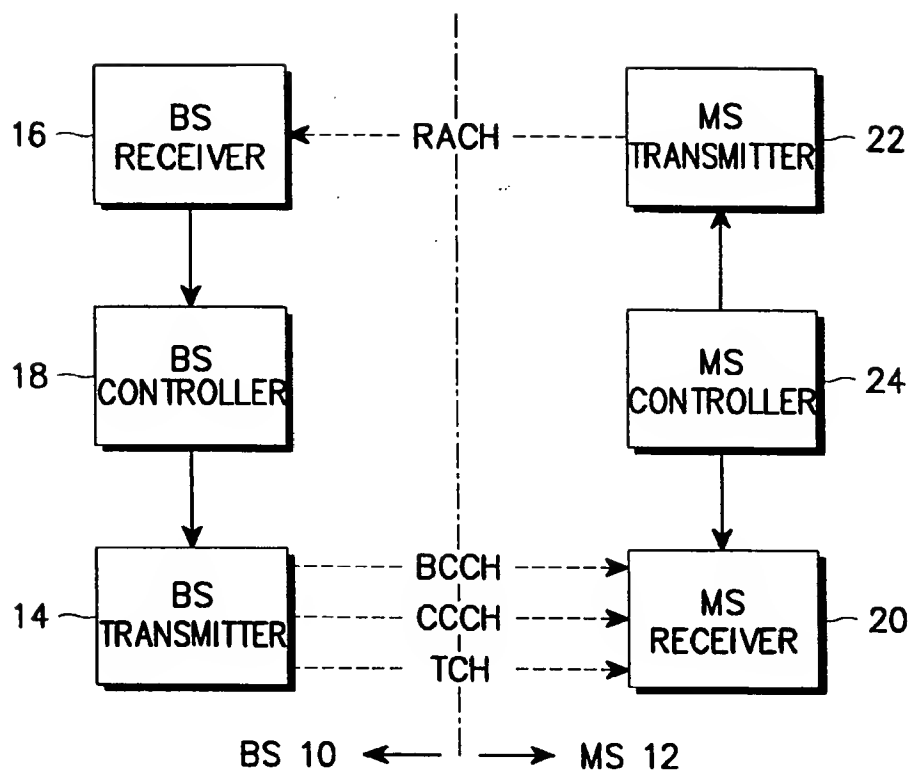 16
BS
RECEIVER
RACH
MS
TRANSMITTER
22
18
BS
CONTROLLER
MS
CONTROLLER
24
14
BS
TRANSMITTER
BCCH
CCCH
TCH
MS
RECEIVER
20
BS 10
MS 12